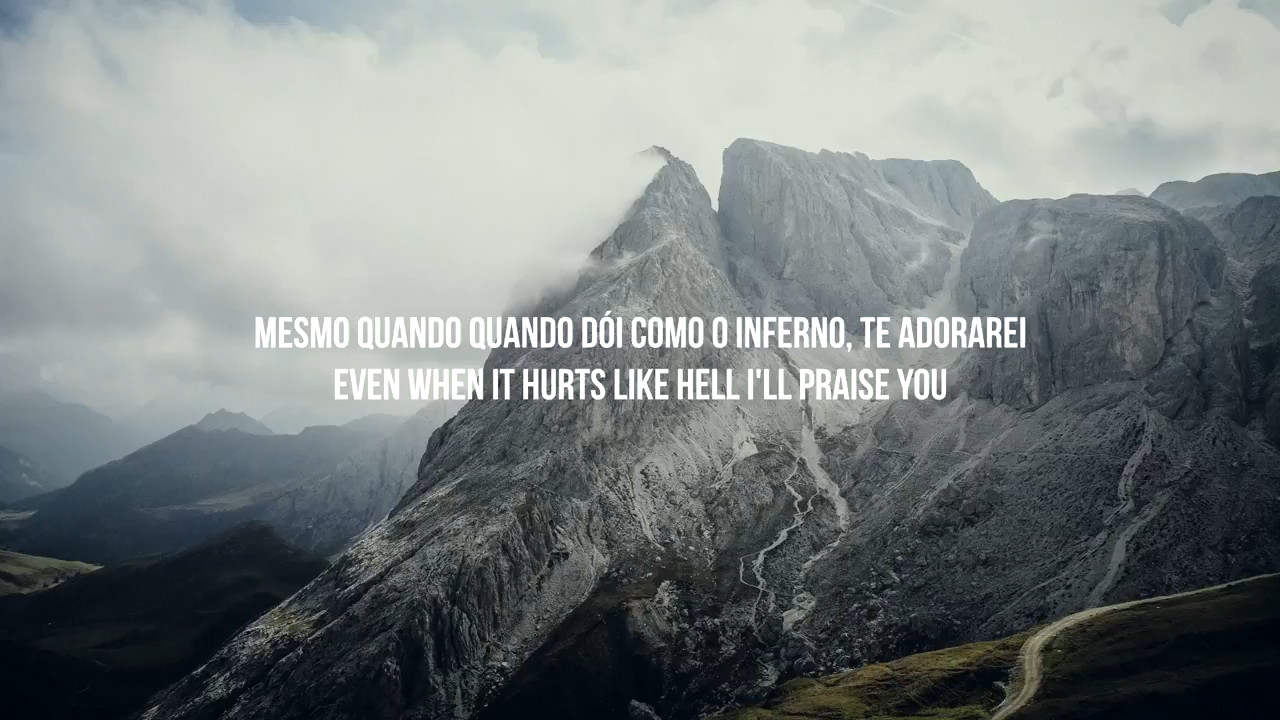 MESMO QUANDO QUANDO DÓI COMO O INFERNO, TE ADORAREI
EVEN WHEN IT HURTS LIKE HELL I'LL PRAISE YOU